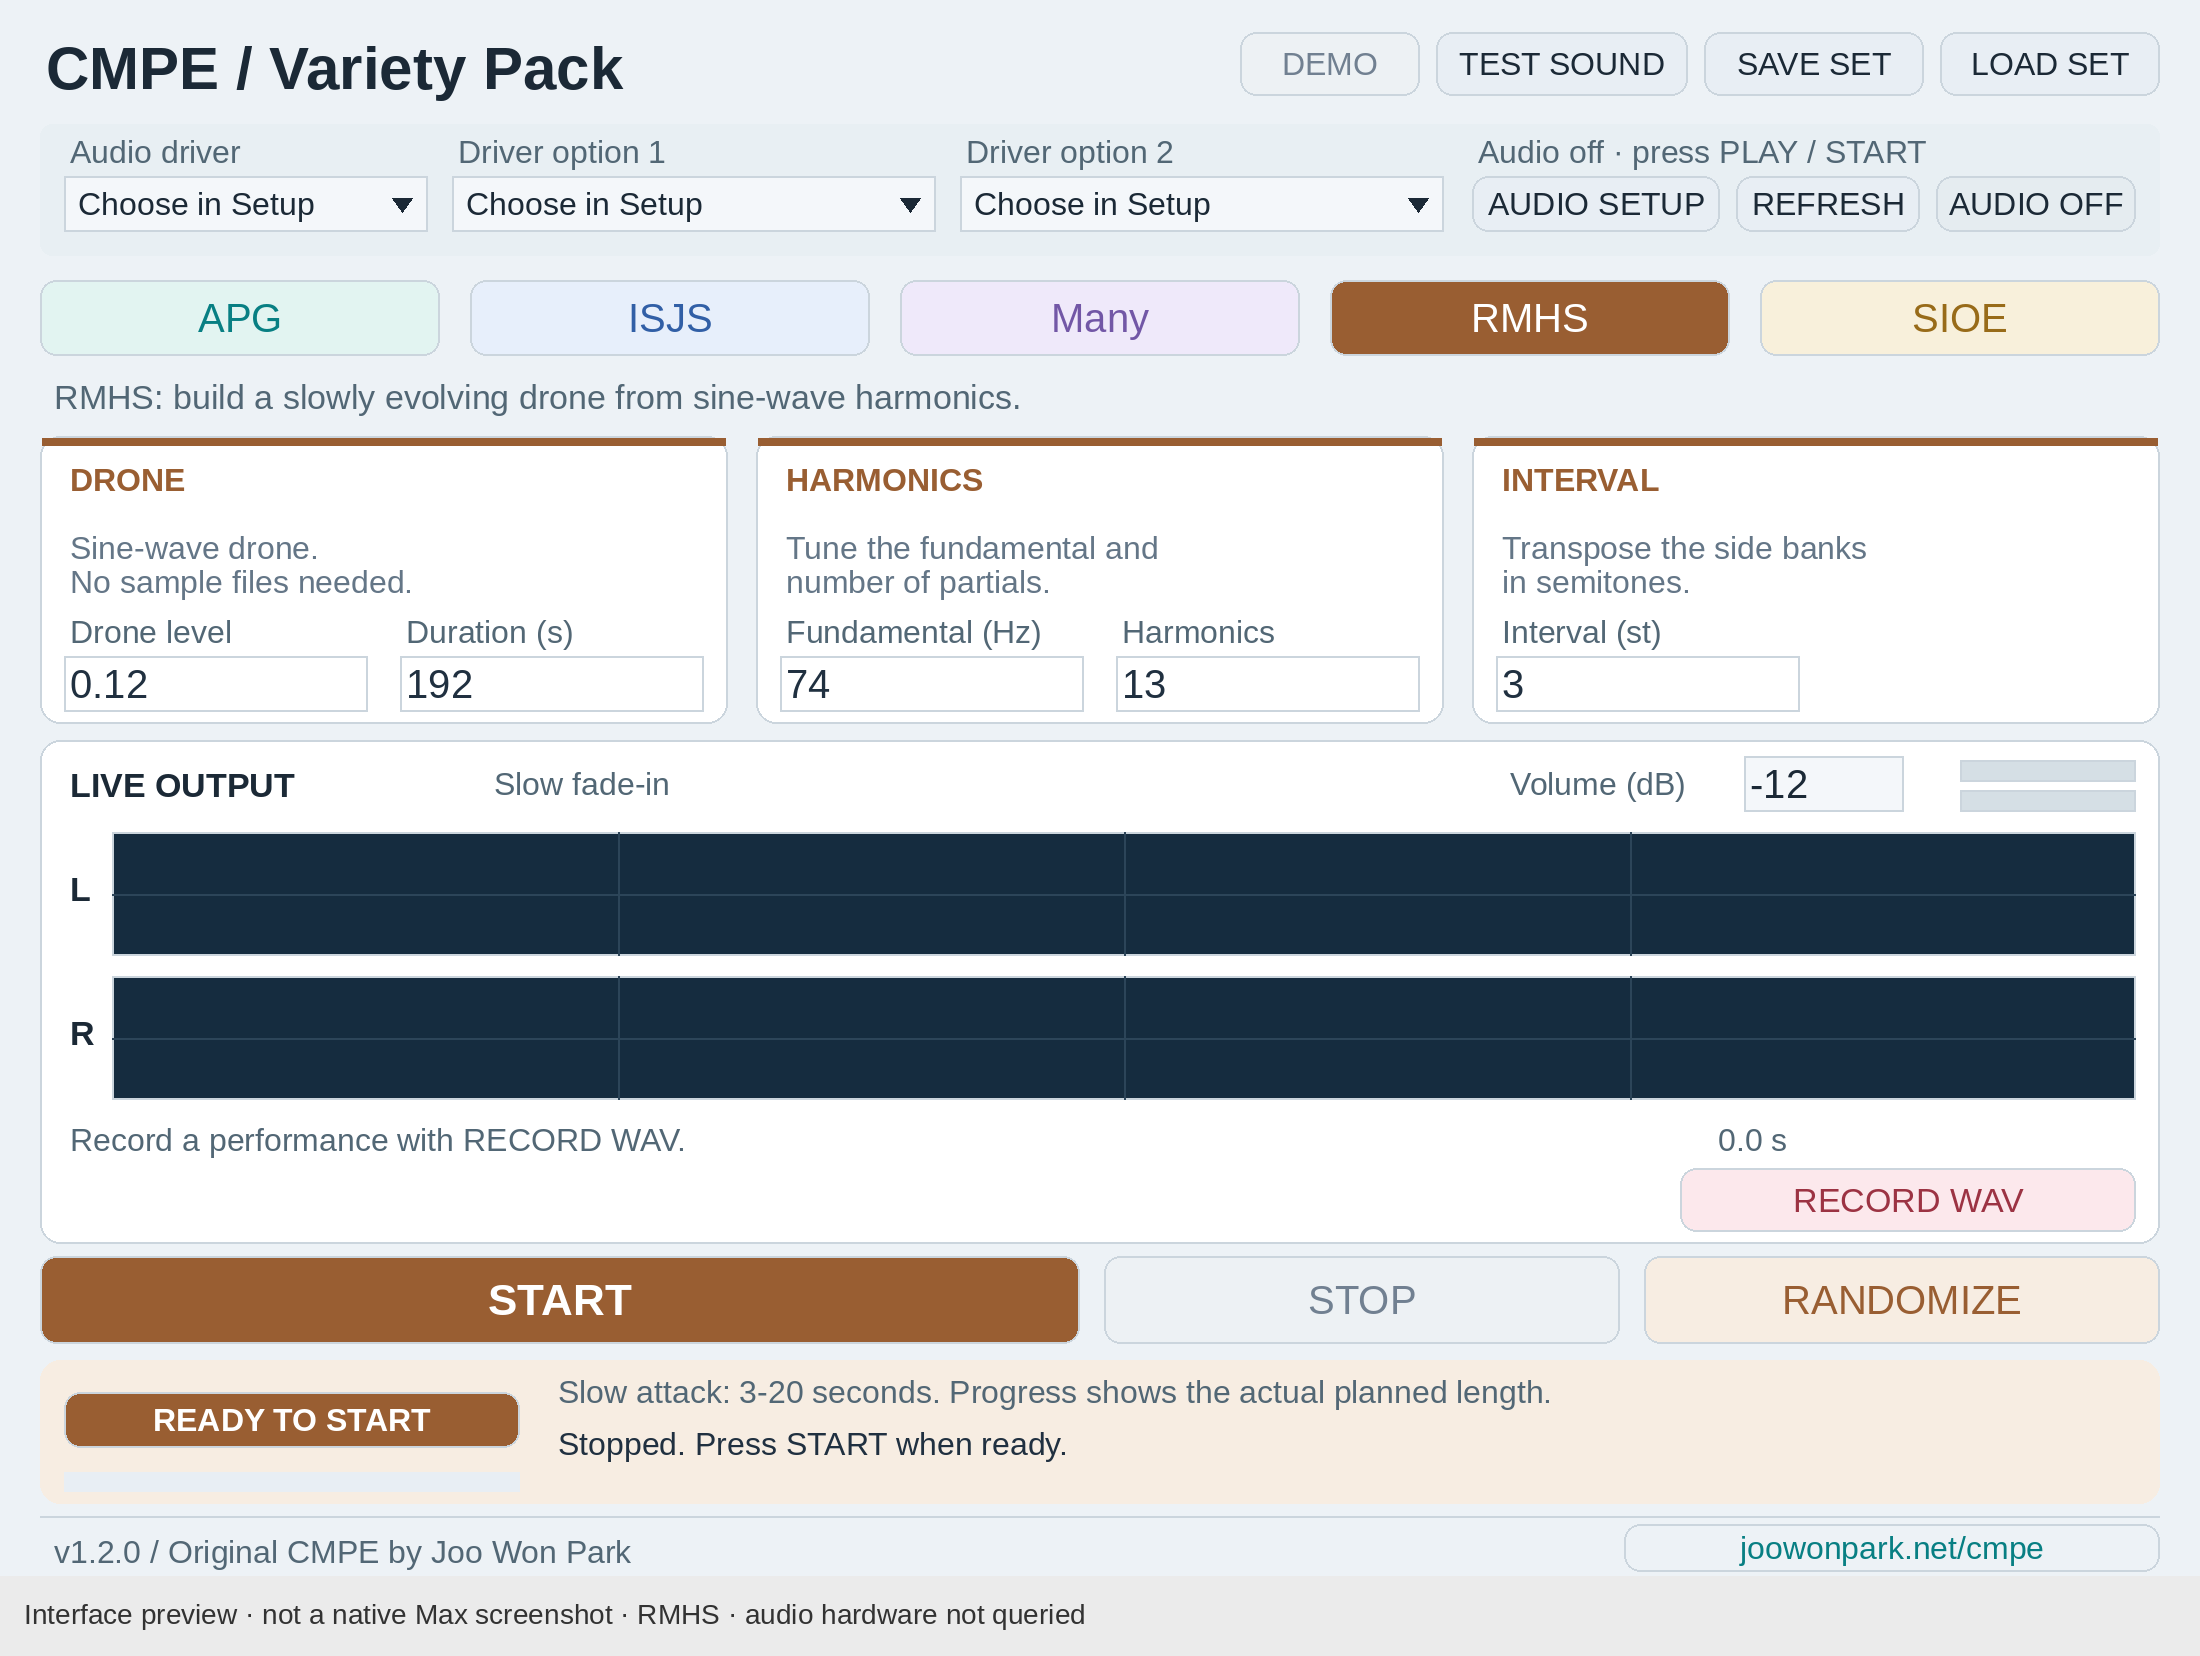 CMPE / Variety Pack
DEMO
TEST SOUND
SAVE SET
LOAD SET
Audio driver
Driver option 1
Driver option 2
Audio off · press PLAY / START
Choose in Setup
Choose in Setup
Choose in Setup
AUDIO SETUP
REFRESH
AUDIO OFF
APG
ISJS
Many
RMHS
SIOE
RMHS: build a slowly evolving drone from sine-wave harmonics.
DRONE
Sine-wave drone.
No sample files needed.
Drone level
Duration (s)
0.12
192
HARMONICS
Tune the fundamental and
number of partials.
Fundamental (Hz)
Harmonics
74
13
INTERVAL
Transpose the side banks
in semitones.
Interval (st)
3
LIVE OUTPUT
Slow fade-in
Volume (dB)
-12
L
R
Record a performance with RECORD WAV.
0.0 s
RECORD WAV
START
STOP
RANDOMIZE
READY TO START
Slow attack: 3-20 seconds. Progress shows the actual planned length.
Stopped. Press START when ready.
v1.2.0 / Original CMPE by Joo Won Park
joowonpark.net/cmpe
Interface preview · not a native Max screenshot · RMHS · audio hardware not queried